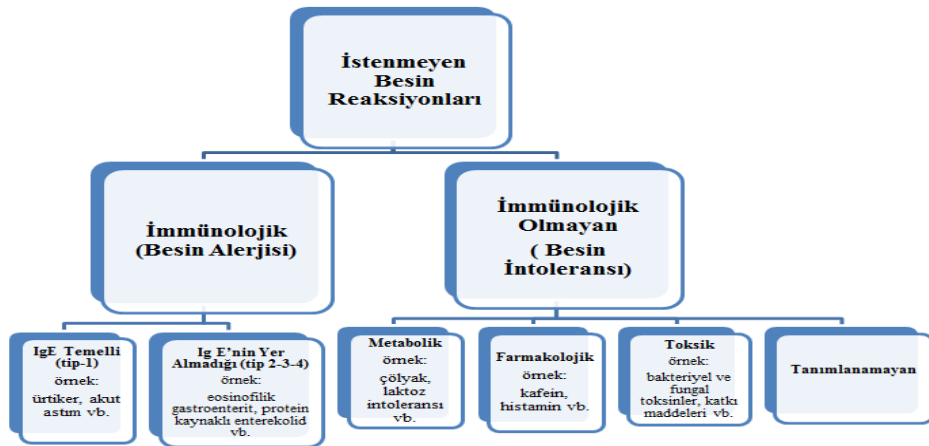 İstenmeyen
Besin
Reaksiyonları
İmmünolojik
(Besin Alerjisi)
İmmünolojik
Olmayan
( Besin
İntoleransı)
IgE Temelli
(tip-1)
örnek:
ürtiker, akut
astım vb.
Ig E’nin Yer
Almadığı (tip 2-3-4)
örnek:
eosinofilik
gastroenterit, protein
kaynaklı enterekolid
vb.
Metabolik
örnek:
çölyak,
laktoz
intoleransı
vb.
Farmakolojik
örnek:
kafein,
histamin vb.
Toksik
örnek:
bakteriyel ve
fungal
toksinler, katkı
maddeleri vb.
Tanımlanamayan